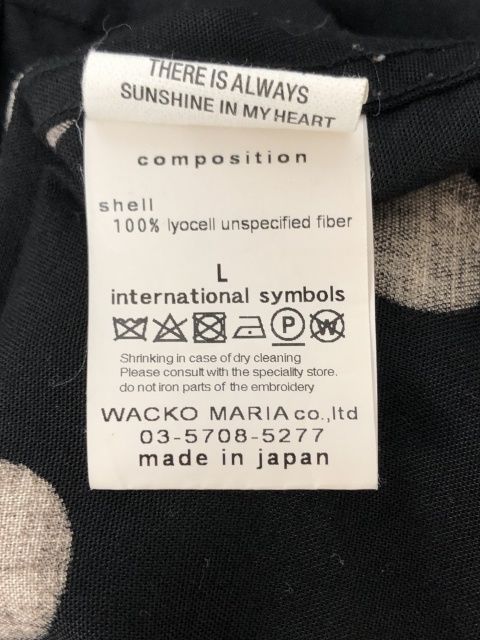 THERE IS ALWAYS
SUNSHINE IN MY HEART
composition
shell
100% lyocell unspecified fiber
L
international symbols
P W
Shrinking in case of dry cleaning
Please consult with the speciality store.
do not iron parts of the embroidery
WACKO MARIA co.,ltd
03-5708-5277
made in japan